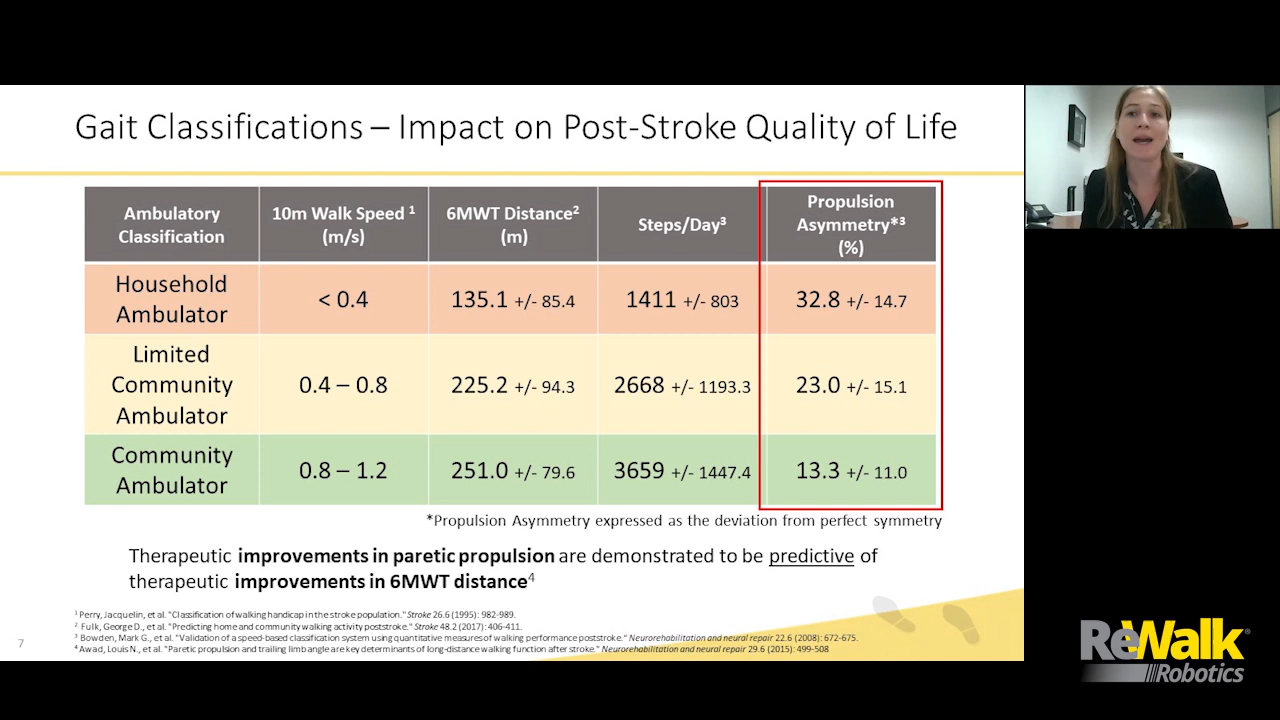 Gait Classifications – Impact on Post-Stroke Quality of Life
Ambulatory Classification
10m Walk Speed ¹ (m/s)
6MWT Distance² (m)
Steps/Day³
Propulsion Asymmetry*³ (%)
Household Ambulator
< 0.4
135.1 +/- 85.4
1411 +/- 803
32.8 +/- 14.7
Limited Community Ambulator
0.4 – 0.8
225.2 +/- 94.3
2668 +/- 1193.3
23.0 +/- 15.1
Community Ambulator
0.8 – 1.2
251.0 +/- 79.6
3659 +/- 1447.4
13.3 +/- 11.0
*Propulsion Asymmetry expressed as the deviation from perfect symmetry
Therapeutic improvements in paretic propulsion are demonstrated to be predictive of
therapeutic improvements in 6MWT distance⁴
¹ Perry, Jacquelin, et al. "Classification of walking handicap in the stroke population." Stroke 26.6 (1995): 982-989.
² Fulk, George D., et al. "Predicting home and community walking activity poststroke." Stroke 48.2 (2017): 406-411.
³ Bowden, Mark G., et al. "Validation of a speed-based classification system using quantitative measures of walking performance poststroke." Neurorehabilitation and neural repair 22.6 (2008): 672-675.
⁴ Awad, Louis N., et al. "Paretic propulsion and trailing limb angle are key determinants of long-distance walking function after stroke." Neurorehabilitation and neural repair 29.6 (2015): 499-508
7
ReWalk®
Robotics